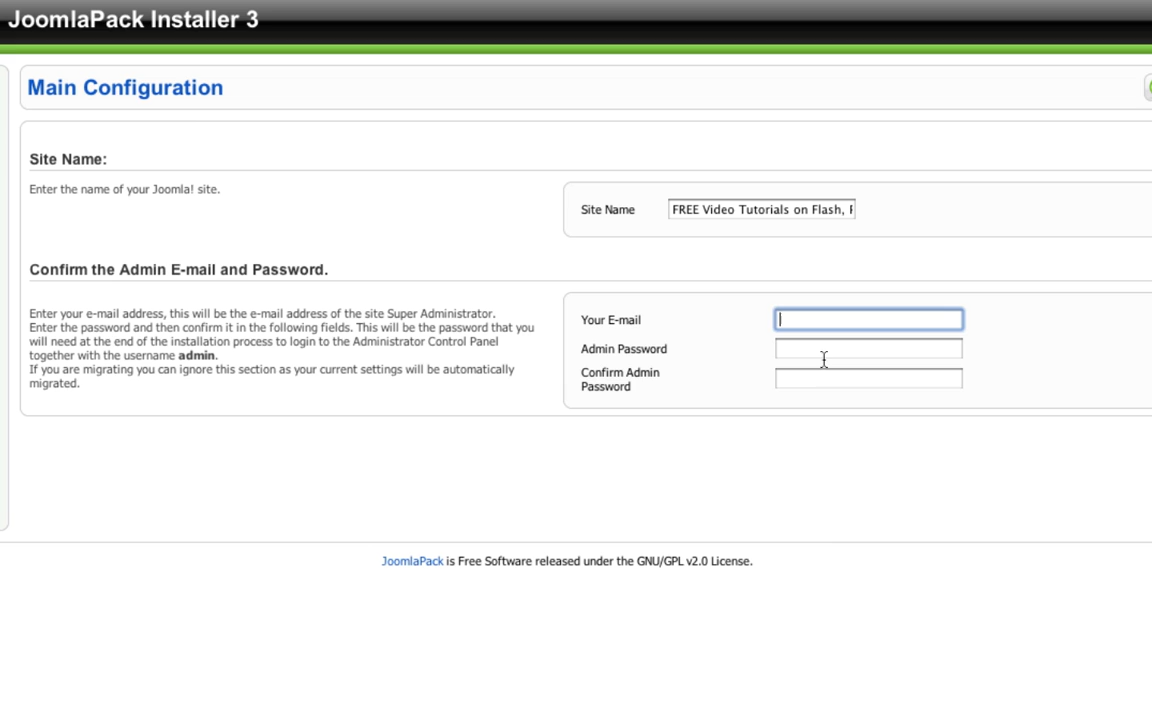 JoomlaPack Installer 3
Main Configuration
Site Name:
Enter the name of your Joomla! site.
Site Name
FREE Video Tutorials on Flash,
Confirm the Admin E-mail and Password.
Enter your e-mail address, this will be the e-mail address of the site Super Administrator.
Enter the password and then confirm it in the following fields. This will be the password that you
will need at the end of the installation process to login to the Administrator Control Panel
together with the username admin.
If you are migrating you can ignore this section as your current settings will be automatically
migrated.
Your E-mail
Admin Password
Confirm Admin
Password
JoomlaPack is Free Software released under the GNU/GPL v2.0 License.